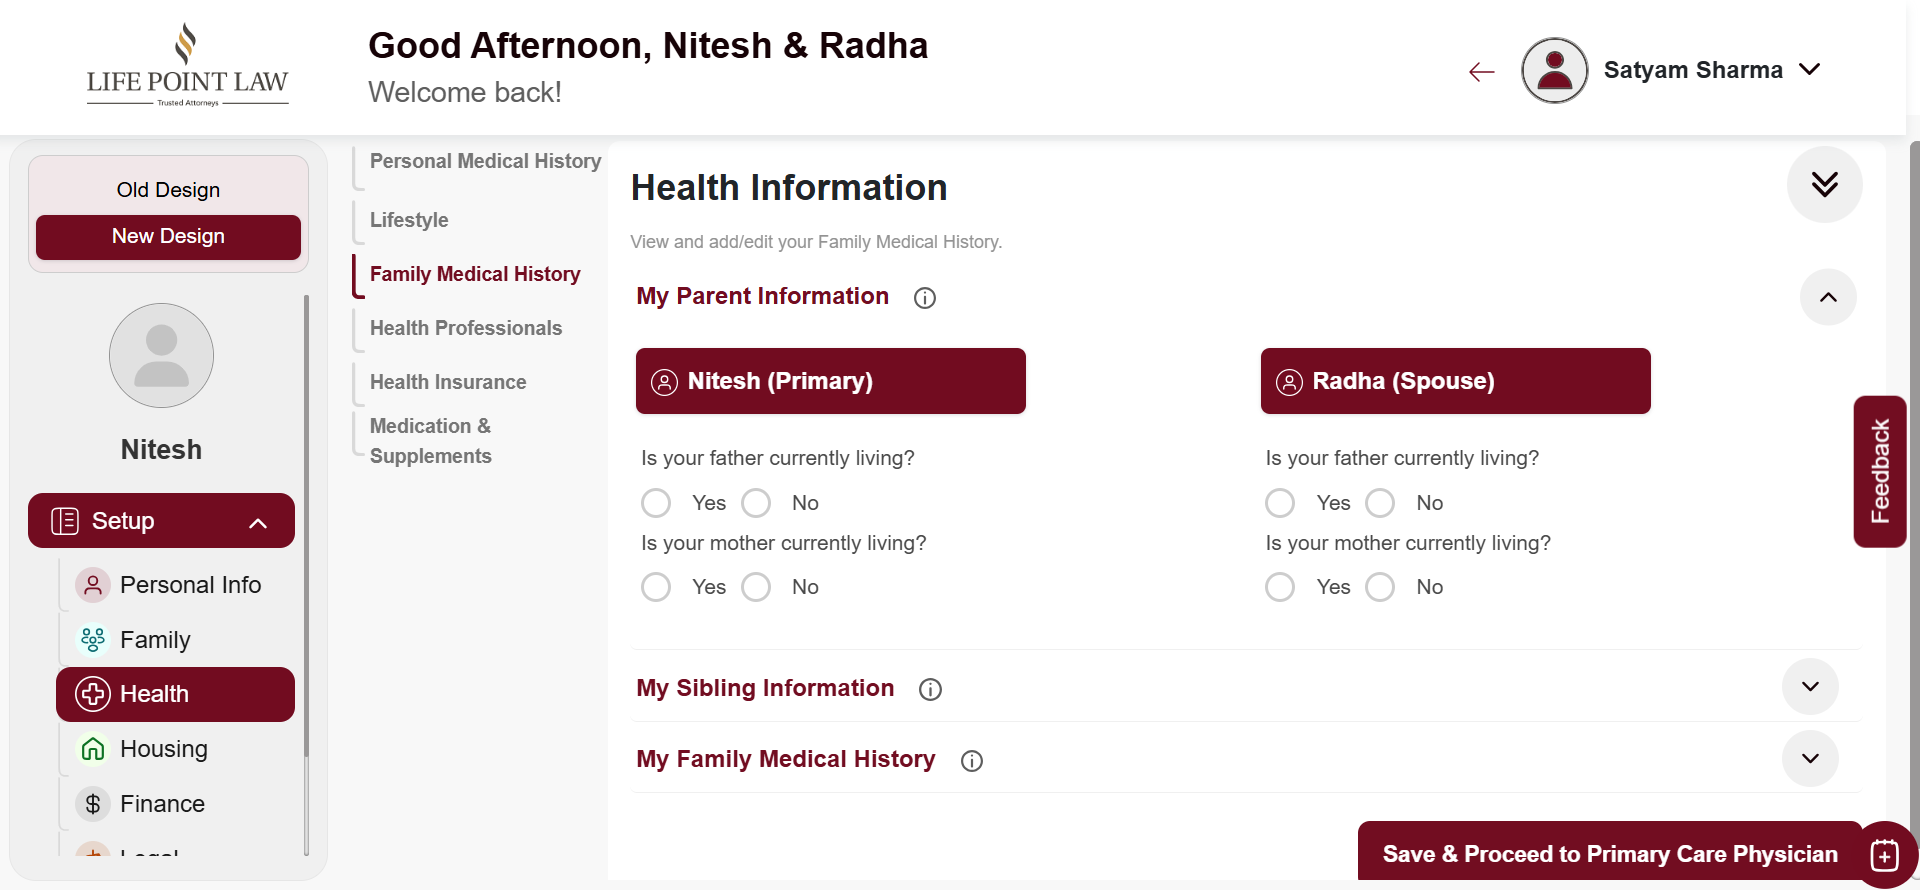 LIFE POINT LAW
Trusted Attorneys
Good Afternoon, Nitesh & Radha
Welcome back!
Satyam Sharma
Old Design
New Design
Nitesh
Setup
Personal Info
Family
Health
Housing
Finance
Personal Medical History
Lifestyle
Family Medical History
Health Professionals
Health Insurance
Medication &
Supplements
Health Information
View and add/edit your Family Medical History.
My Parent Information
Nitesh (Primary)
Is your father currently living?
Yes No
Is your mother currently living?
Yes No
Radha (Spouse)
Is your father currently living?
Yes No
Is your mother currently living?
Yes No
My Sibling Information
My Family Medical History
Save & Proceed to Primary Care Physician
Feedback